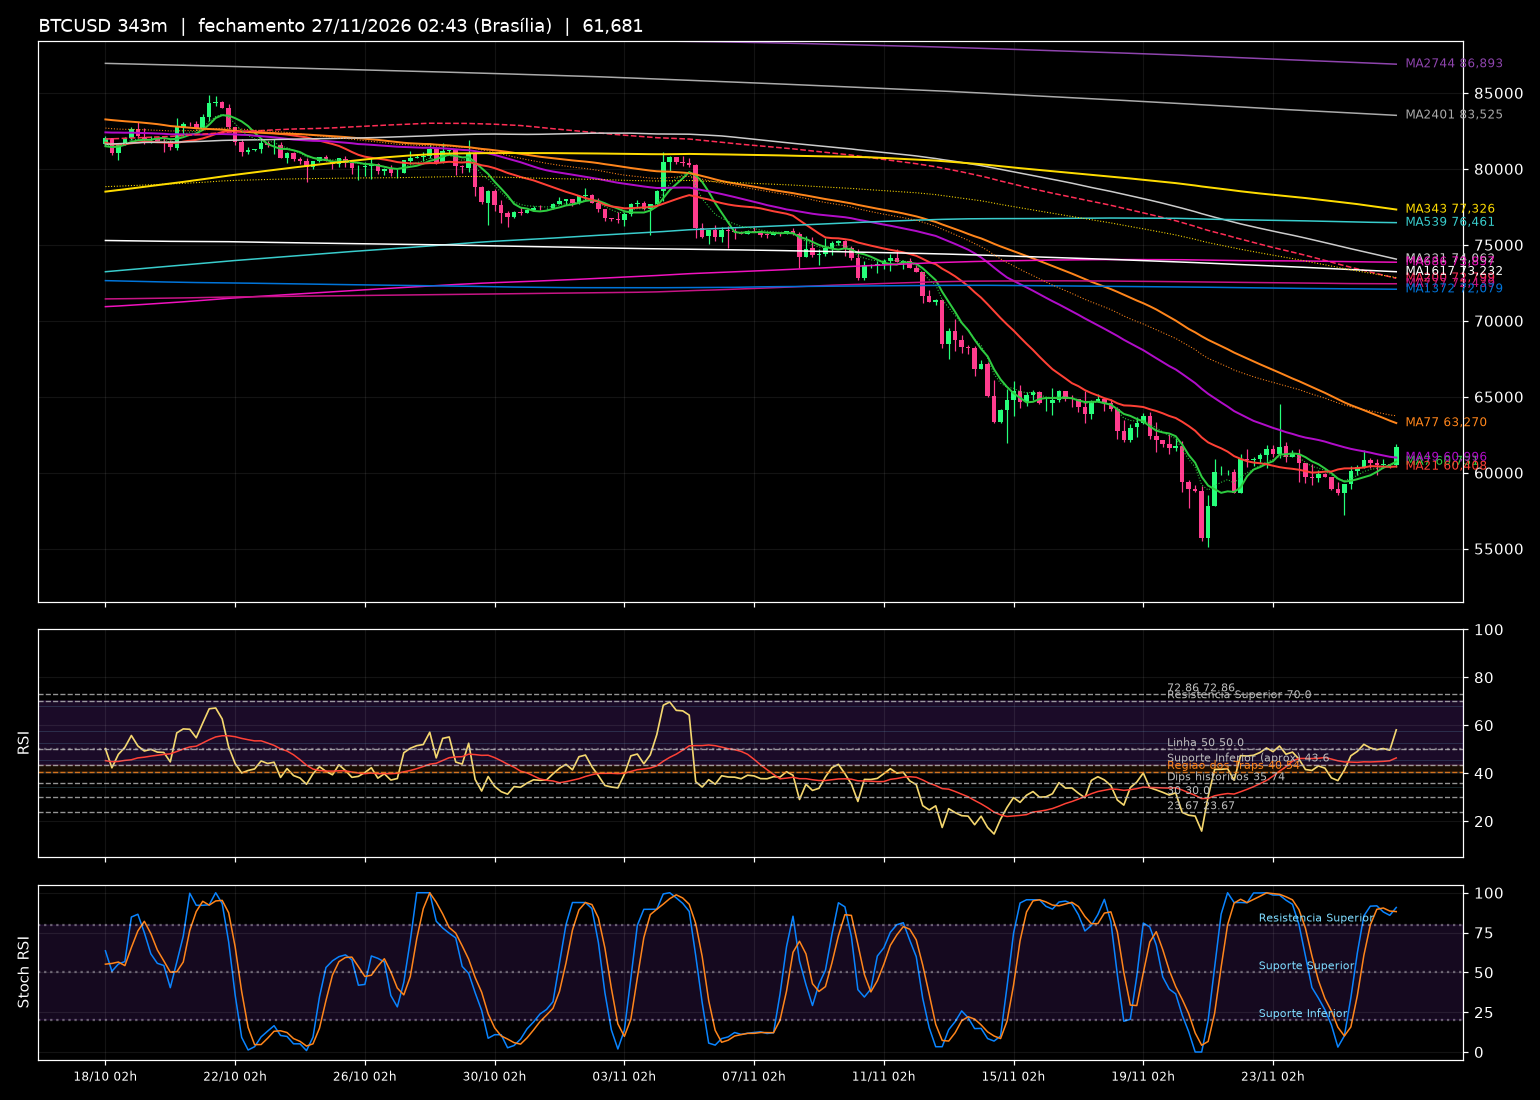 BTCUSD 343m | fechamento 27/11/2026 02:43 (Brasília) | 61,681
MA2744 86,893
85000
MA2401 83,525
80000
MA343 77,326
MA539 76,461
75000
MA231 74,062
MA1617 73,232
MA1372 72,079
70000
65000
MA77 63,270
MA49 60,996
MA21 60,468
60000
55000
100
80
72.86 72.86
Resistencia Superior 70.0
60
RSI
Linha 50 50.0
Suporte Inferior (aprox) 43.6
40
Dips historicos 35.74
30 30.0
23.67 23.67
20
100
Resistencia Superior
75
Stoch RSI
Suporte Superior
50
Suporte Inferior
25
0
18/10 02h
22/10 02h
26/10 02h
30/10 02h
03/11 02h
07/11 02h
11/11 02h
15/11 02h
19/11 02h
23/11 02h